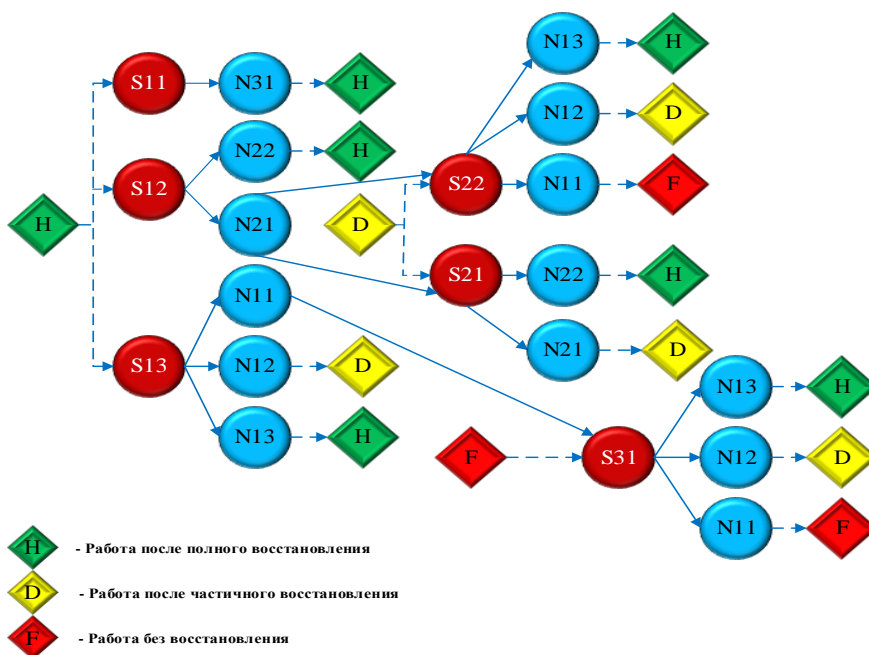 N13
H
S11
N31
H
N12
D
N22
H
S12
S22
N11
F
H
N21
D
S21
N22
H
N11
N21
D
S13
N12
D
N13
H
N13
H
F
S31
N12
D
N11
F
H - Работа после полного восстановления
D - Работа после частичного восстановления
F - Работа без восстановления